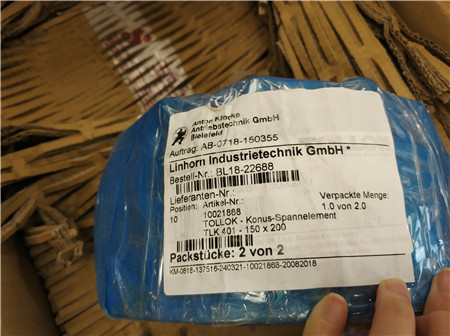 Anton Klocke
Antriebstechnik GmbH
Bielefeld
Auftrag: AB-0718-150355
Linhorn Industrietechnik GmbH *
Bestell-Nr.: BL18-22688
Lieferanten-Nr.:
Position: Artikel-Nr.: Verpackte Menge:
10 10021868 1.0 von 2.0
TOLLOK - Konus-Spannelement
TLK 401 - 150 x 200
Packstücke: 2 von 2
KM-0818-137516-240321-10021868-20082018